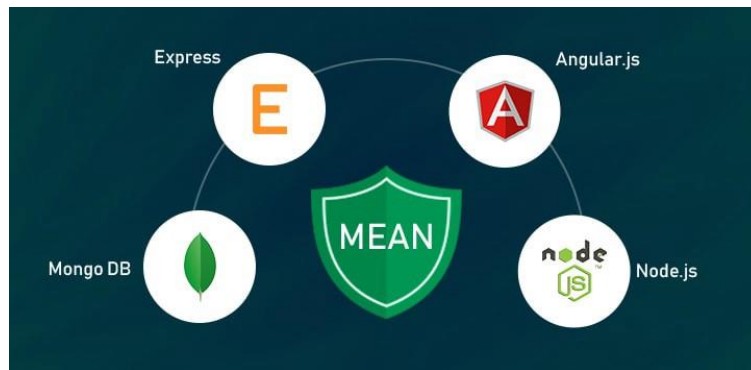 Express
E
Angular.js
A
MEAN
Mongo DB
node
JS
Node.js